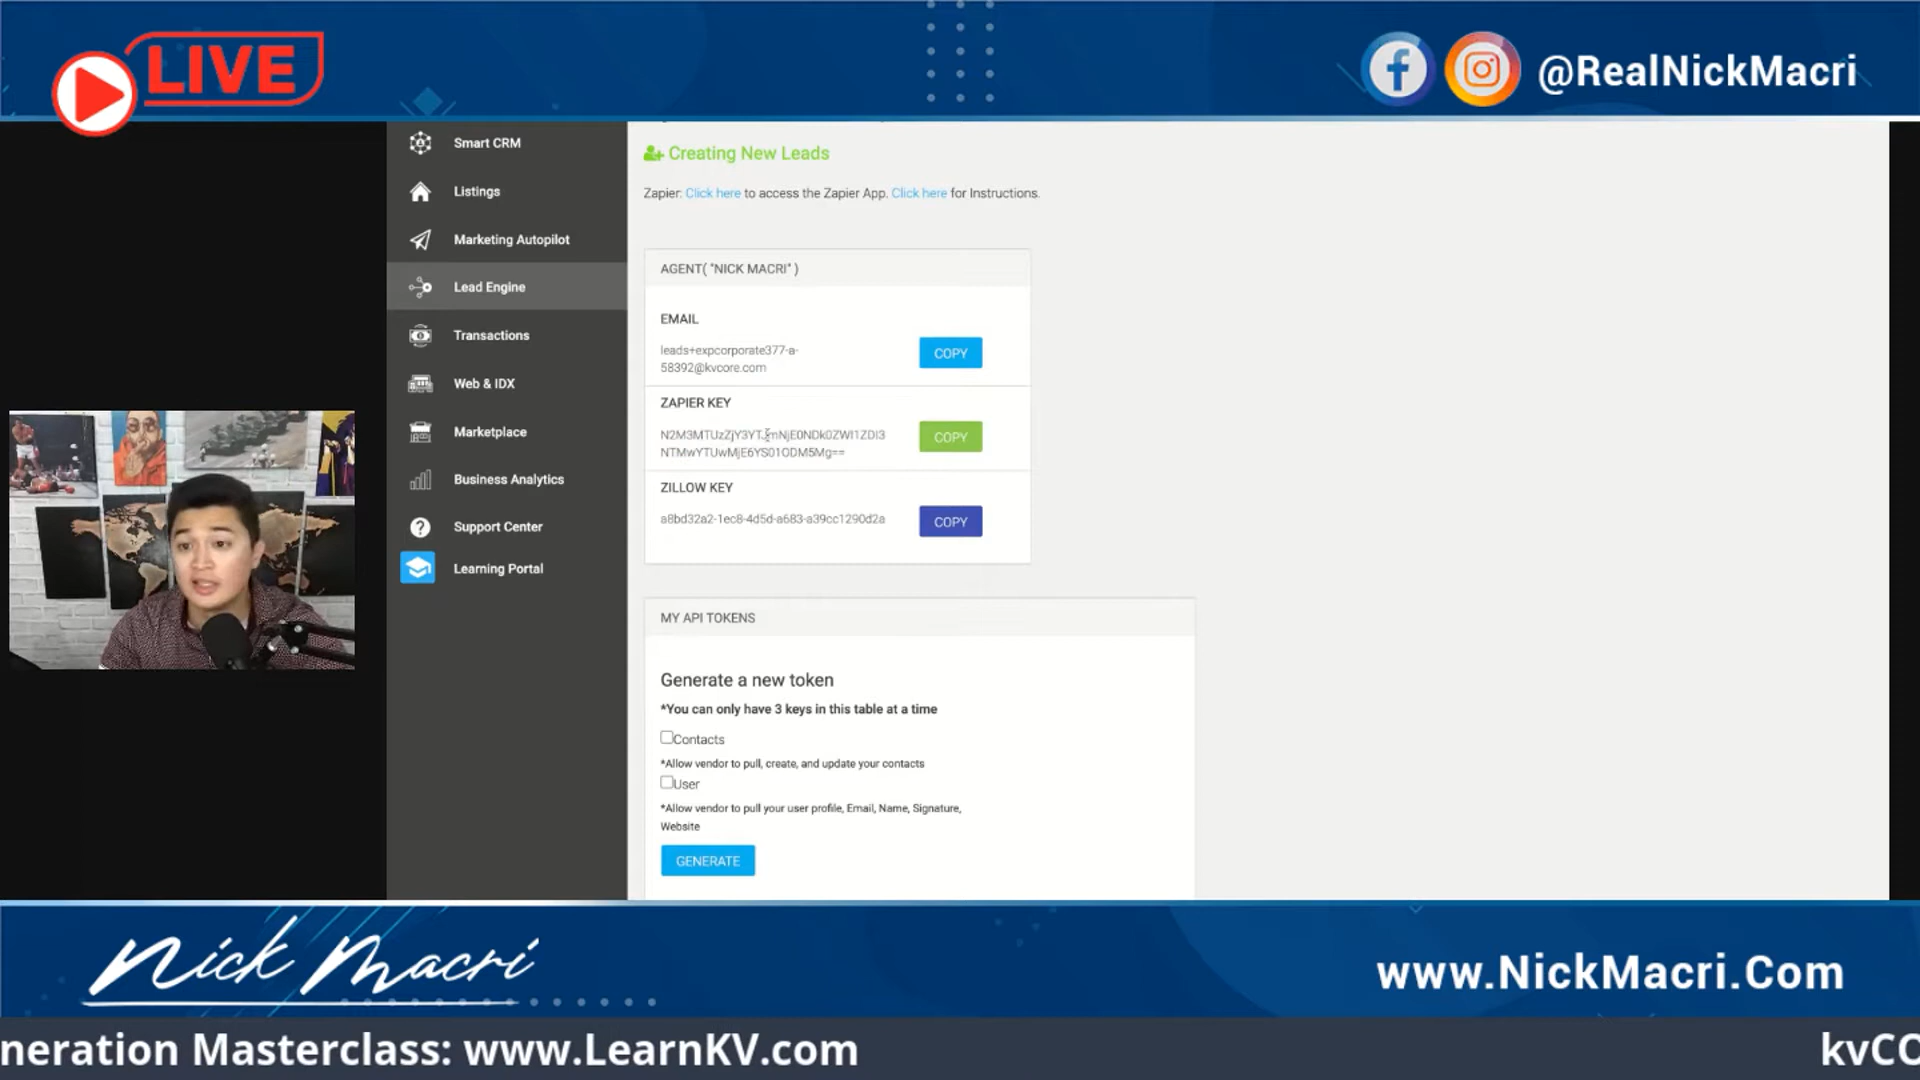 LIVE
@RealNickMacri
Smart CRM
Listings
Marketing Autopilot
Lead Engine
Transactions
Web & IDX
Marketplace
Business Analytics
Support Center
Learning Portal
Creating New Leads
Zapier: Click here to access the Zapier App. Click here for Instructions.
AGENT( "NICK MACRI" )
EMAIL
leads+expcorporate377-a-
58392@kvcore.com
COPY
ZAPIER KEY
COPY
NTMwYTUwMjE6YS01ODM5Mg==
ZILLOW KEY
a8bd32a2-1ec8-4d5d-a683-a39cc1290d2a
COPY
MY API TOKENS
Generate a new token
*You can only have 3 keys in this table at a time
Contacts
*Allow vendor to pull, create, and update your contacts
User
*Allow vendor to pull your user profile, Email, Name, Signature,
Website
GENERATE
Nick Macri
www.NickMacri.Com
neration Masterclass: www.LearnKV.com
kvCO